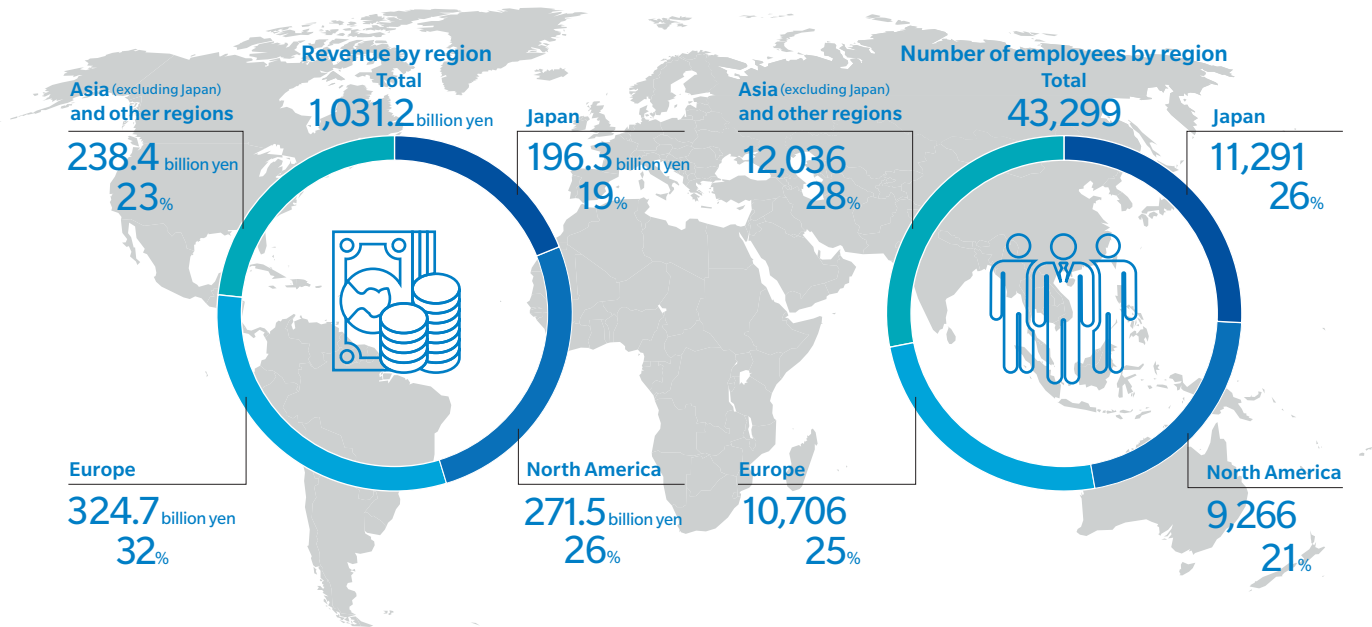 Revenue by region
Total
1,031.2 billion yen
Asia (excluding Japan)
and other regions
238.4 billion yen
23%
Japan
196.3 billion yen
19%
Europe
324.7 billion yen
32%
North America
271.5 billion yen
26%
Number of employees by region
Total
43,299
Asia (excluding Japan)
and other regions
12,036
28%
Japan
11,291
26%
Europe
10,706
25%
North America
9,266
21%